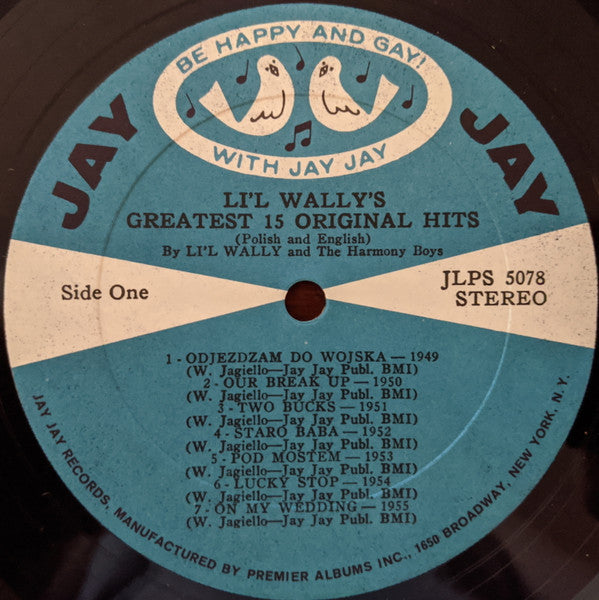 BE HAPPY AND GAY!
WITH JAY JAY
JAY JAY
LI'L WALLY'S
GREATEST 15 ORIGINAL HITS
(Polish and English)
By LI'L WALLY and The Harmony Boys
Side One
JLPS 5078
STEREO
1 - ODJEZDZAM DO WOJSKA — 1949
(W. Jagiello—Jay Jay Publ. BMI)
2 - OUR BREAK UP — 1950
(W. Jagiello—Jay Jay Publ. BMI)
3 - TWO BUCKS — 1951
(W. Jagiello—Jay Jay Publ. BMI)
4 - STARO BABA — 1952
(W. Jagiello—Jay Jay Publ. BMI)
5 - POD MOSTEM — 1953
(W. Jagiello—Jay Jay Publ. BMI)
6 - LUCKY STOP — 1954
(W. Jagiello—Jay Jay Publ. BMI)
7 - ON MY WEDDING — 1955
(W. Jagiello—Jay Jay Publ. BMI)
JAY JAY RECORDS, MANUFACTURED BY PREMIER ALBUMS INC., 1650 BROADWAY, NEW YORK, N.Y.